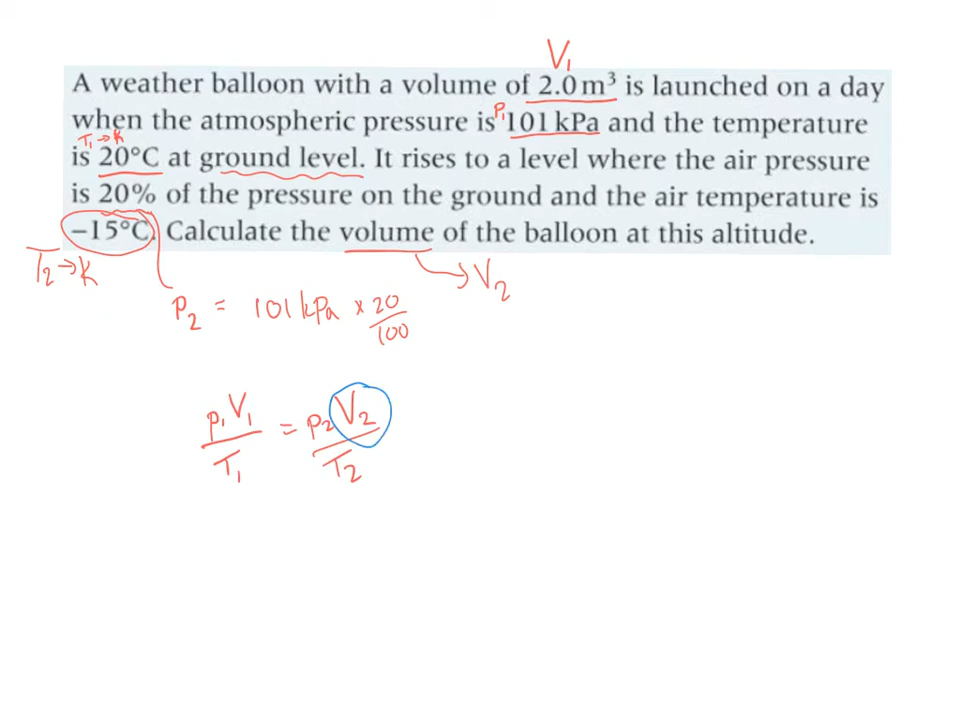 V₁
A weather balloon with a volume of 2.0 m³ is launched on a day
when the atmospheric pressure is P₁ 101 kPa and the temperature
T₁ → K
is 20°C at ground level. It rises to a level where the air pressure
is 20% of the pressure on the ground and the air temperature is
−15°C. Calculate the volume of the balloon at this altitude.
T₂ → K
→ V₂
P₂ = 101 kPa × 20/100
P₁V₁/T₁ = P₂V₂/T₂